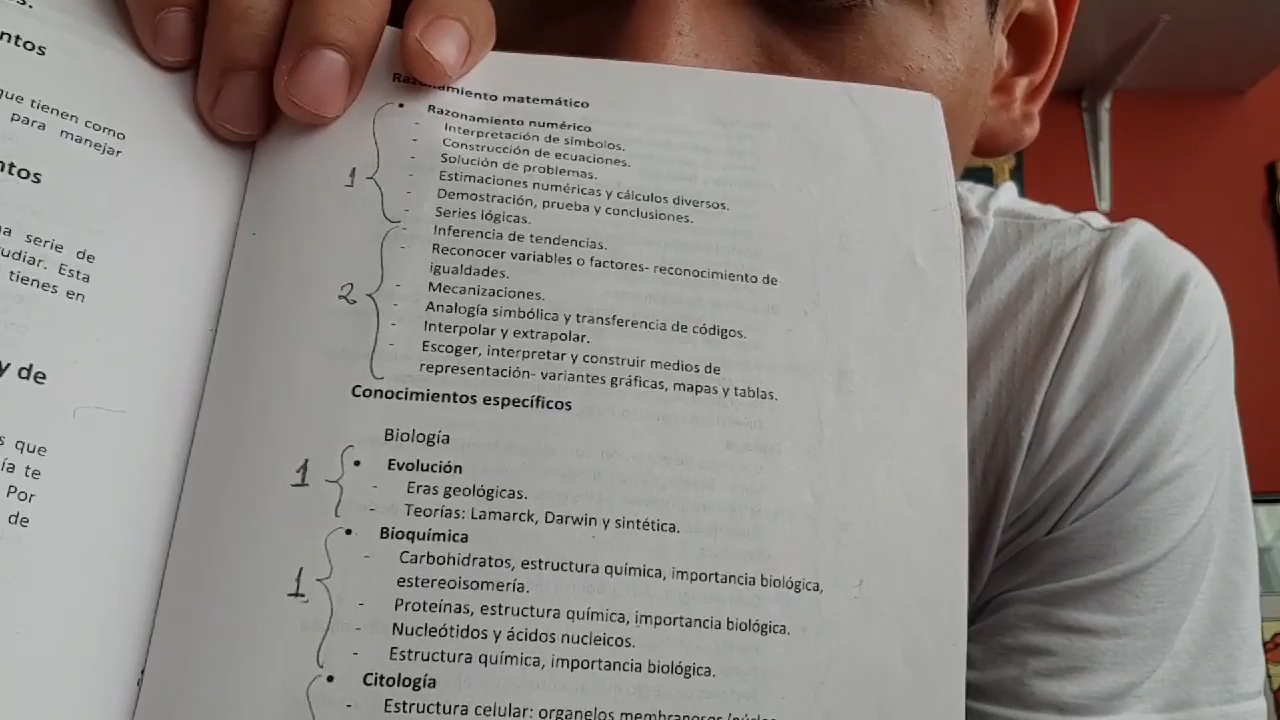 ntos
que tienen como
para manejar
ntos
a serie de
udiar. Esta
tienes en
y de
s que
ía te
Por
de
Razonamiento matemático
• Razonamiento numérico
- Interpretación de símbolos.
- Construcción de ecuaciones.
- Solución de problemas.
- Estimaciones numéricas y cálculos diversos.
- Demostración, prueba y conclusiones.
- Series lógicas.
1
- Inferencia de tendencias.
- Reconocer variables o factores- reconocimiento de
igualdades.
- Mecanizaciones.
- Analogía simbólica y transferencia de códigos.
- Interpolar y extrapolar.
- Escoger, interpretar y construir medios de
representación- variantes gráficas, mapas y tablas.
2
Conocimientos específicos
Biología
• Evolución
- Eras geológicas.
- Teorías: Lamarck, Darwin y sintética.
1
• Bioquímica
- Carbohidratos, estructura química, importancia biológica,
estereoisomería.
- Proteínas, estructura química, importancia biológica.
- Nucleótidos y ácidos nucleicos.
- Estructura química, importancia biológica.
1
• Citología
- Estructura celular: organelos membranosos